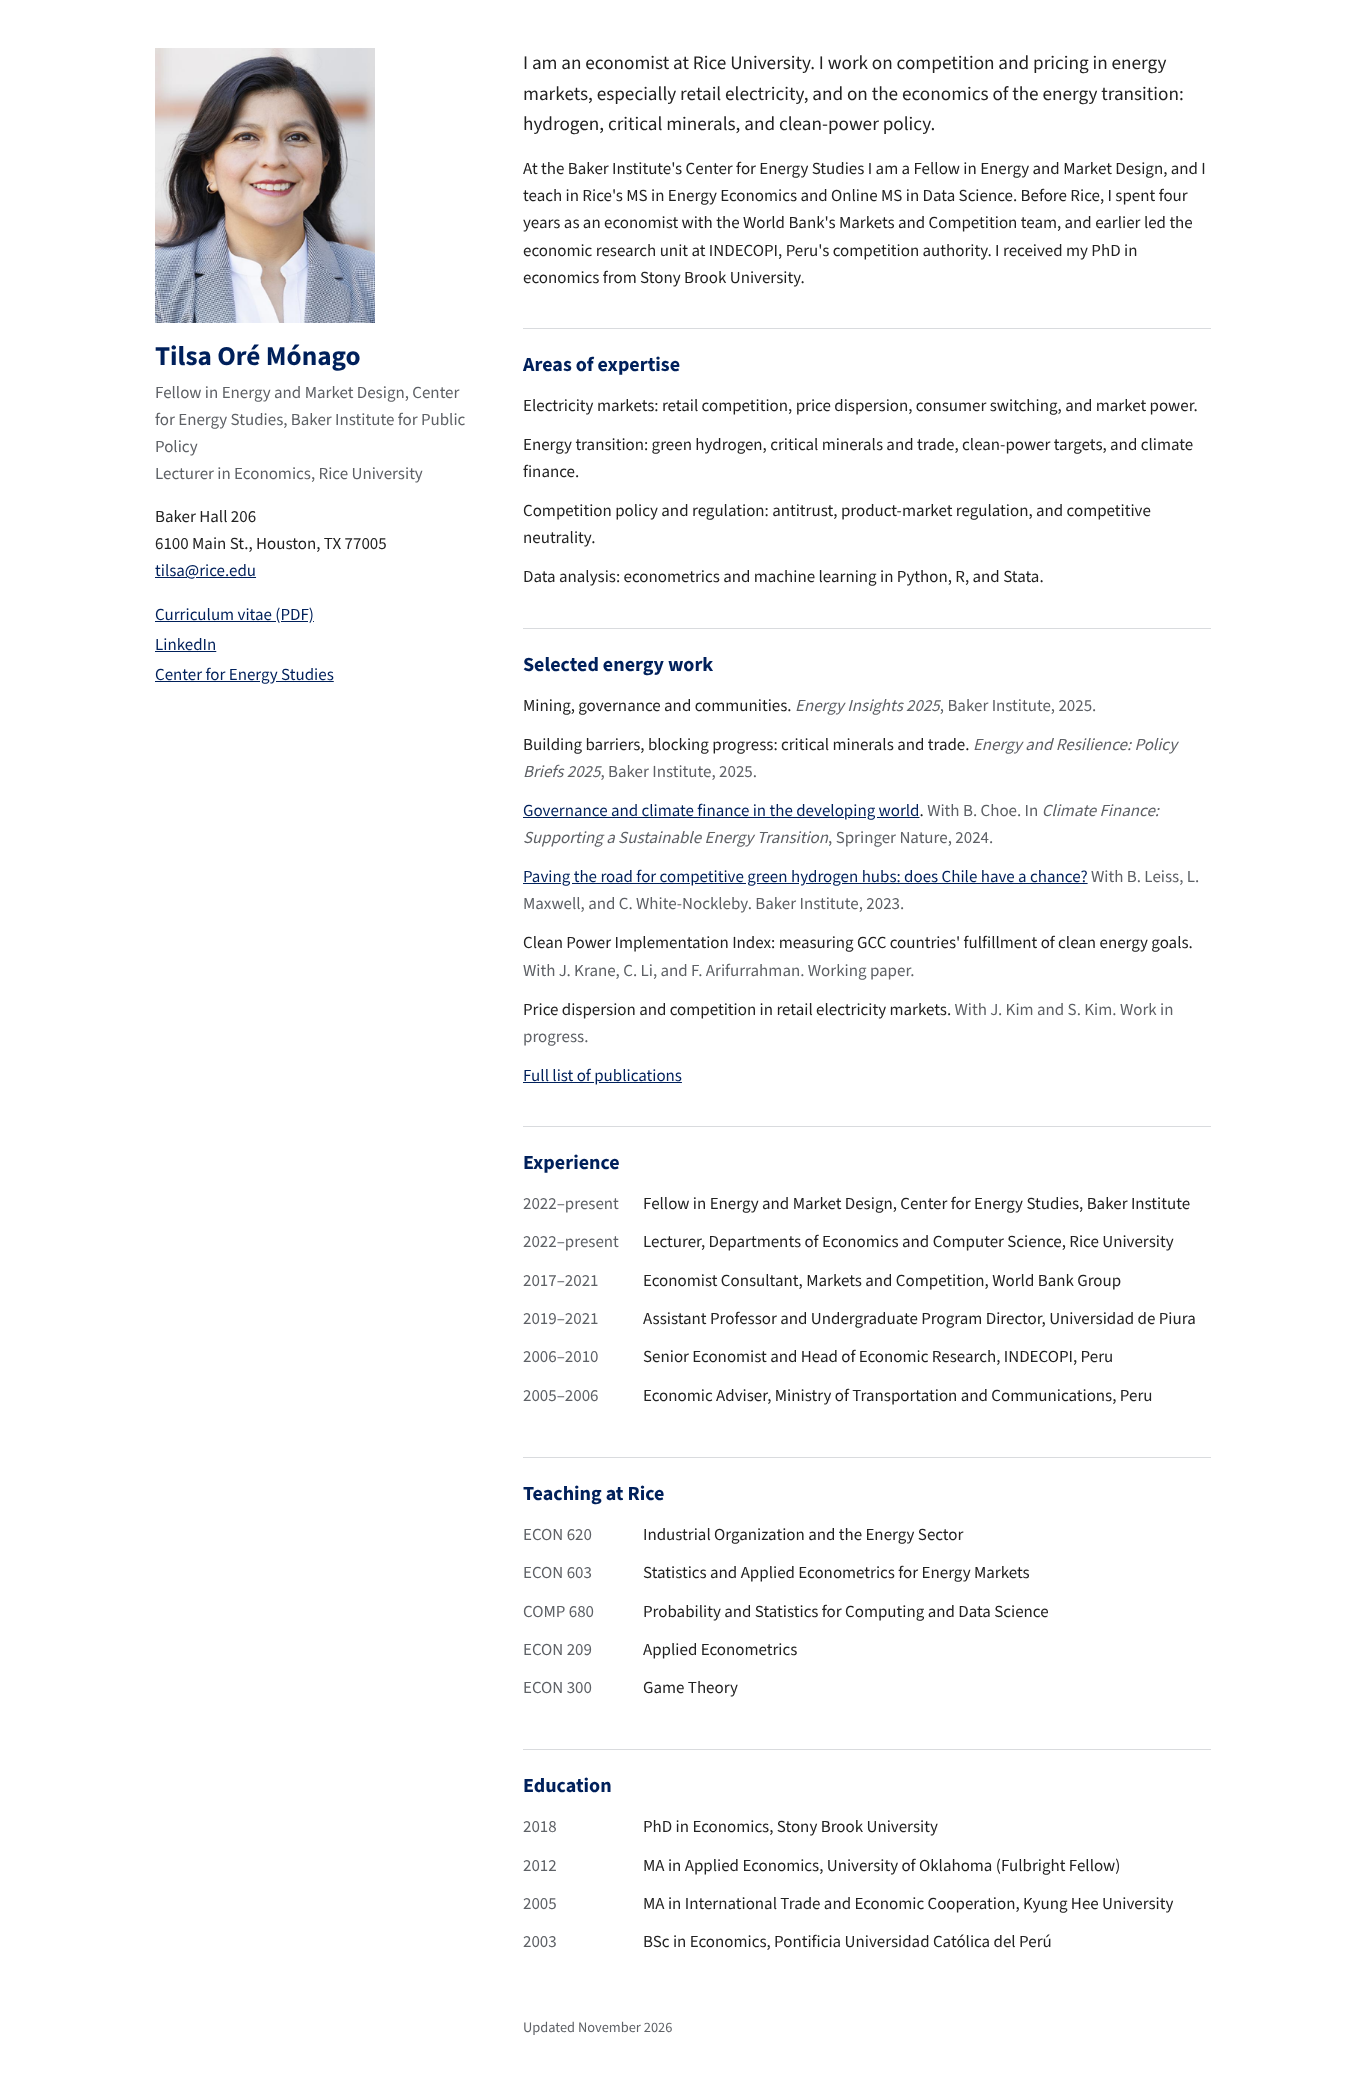 Tilsa Oré Mónago
Fellow in Energy and Market Design, Center
for Energy Studies, Baker Institute for Public
Policy
Lecturer in Economics, Rice University
Baker Hall 206
6100 Main St., Houston, TX 77005
tilsa@rice.edu
Curriculum vitae (PDF)
LinkedIn
Center for Energy Studies
I am an economist at Rice University. I work on competition and pricing in energy
markets, especially retail electricity, and on the economics of the energy transition:
hydrogen, critical minerals, and clean-power policy.
At the Baker Institute's Center for Energy Studies I am a Fellow in Energy and Market Design, and I
teach in Rice's MS in Energy Economics and Online MS in Data Science. Before Rice, I spent four
years as an economist with the World Bank's Markets and Competition team, and earlier led the
economic research unit at INDECOPI, Peru's competition authority. I received my PhD in
economics from Stony Brook University.
Areas of expertise
Electricity markets: retail competition, price dispersion, consumer switching, and market power.
Energy transition: green hydrogen, critical minerals and trade, clean-power targets, and climate
finance.
Competition policy and regulation: antitrust, product-market regulation, and competitive
neutrality.
Data analysis: econometrics and machine learning in Python, R, and Stata.
Selected energy work
Mining, governance and communities. Energy Insights 2025, Baker Institute, 2025.
Building barriers, blocking progress: critical minerals and trade. Energy and Resilience: Policy
Briefs 2025, Baker Institute, 2025.
Governance and climate finance in the developing world. With B. Choe. In Climate Finance:
Supporting a Sustainable Energy Transition, Springer Nature, 2024.
Paving the road for competitive green hydrogen hubs: does Chile have a chance? With B. Leiss, L.
Maxwell, and C. White-Nockleby. Baker Institute, 2023.
Clean Power Implementation Index: measuring GCC countries' fulfillment of clean energy goals.
With J. Krane, C. Li, and F. Arifurrahman. Working paper.
Price dispersion and competition in retail electricity markets. With J. Kim and S. Kim. Work in
progress.
Full list of publications
Experience
2022–present Fellow in Energy and Market Design, Center for Energy Studies, Baker Institute
2022–present Lecturer, Departments of Economics and Computer Science, Rice University
2017–2021 Economist Consultant, Markets and Competition, World Bank Group
2019–2021 Assistant Professor and Undergraduate Program Director, Universidad de Piura
2006–2010 Senior Economist and Head of Economic Research, INDECOPI, Peru
2005–2006 Economic Adviser, Ministry of Transportation and Communications, Peru
Teaching at Rice
ECON 620 Industrial Organization and the Energy Sector
ECON 603 Statistics and Applied Econometrics for Energy Markets
COMP 680 Probability and Statistics for Computing and Data Science
ECON 209 Applied Econometrics
ECON 300 Game Theory
Education
2018 PhD in Economics, Stony Brook University
2012 MA in Applied Economics, University of Oklahoma (Fulbright Fellow)
2005 MA in International Trade and Economic Cooperation, Kyung Hee University
2003 BSc in Economics, Pontificia Universidad Católica del Perú
Updated November 2026